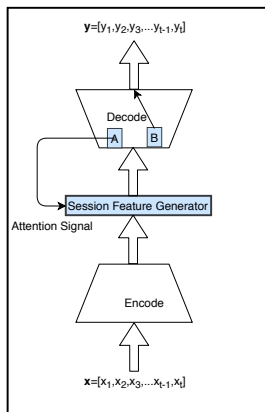 y=[y₁,y₂,y₃,...yₜ₋₁,yₜ]
Decode
A
B
Session Feature Generator
Attention Signal
Encode
x=[x₁,x₂,x₃,...xₜ₋₁,xₜ]